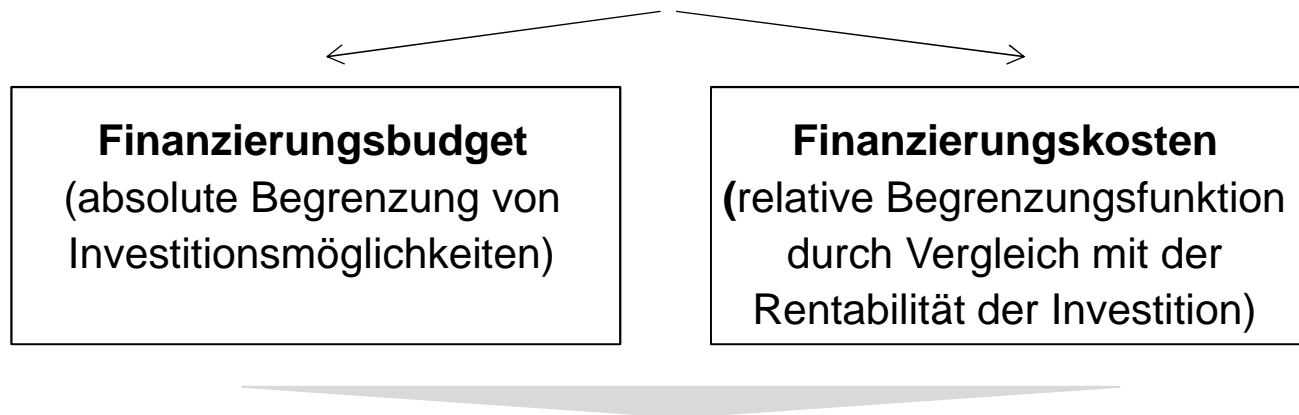 Finanzierungsbudget
(absolute Begrenzung von
Investitionsmöglichkeiten)
Finanzierungskosten
(relative Begrenzungsfunktion
durch Vergleich mit der
Rentabilität der Investition)